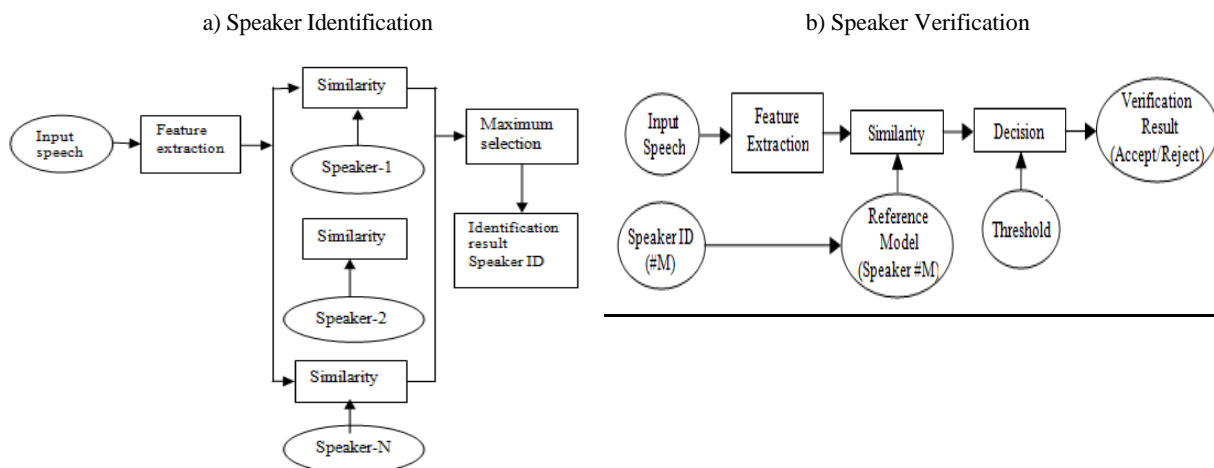 a) Speaker Identification
Input
speech
Feature
extraction
Similarity
Speaker-1
Similarity
Speaker-2
Similarity
Speaker-N
Maximum
selection
Identification
result
Speaker ID
b) Speaker Verification
Input
Speech
Feature
Extraction
Similarity
Decision
Verification
Result
(Accept/Reject)
Speaker ID
(#M)
Reference
Model
(Speaker #M)
Threshold